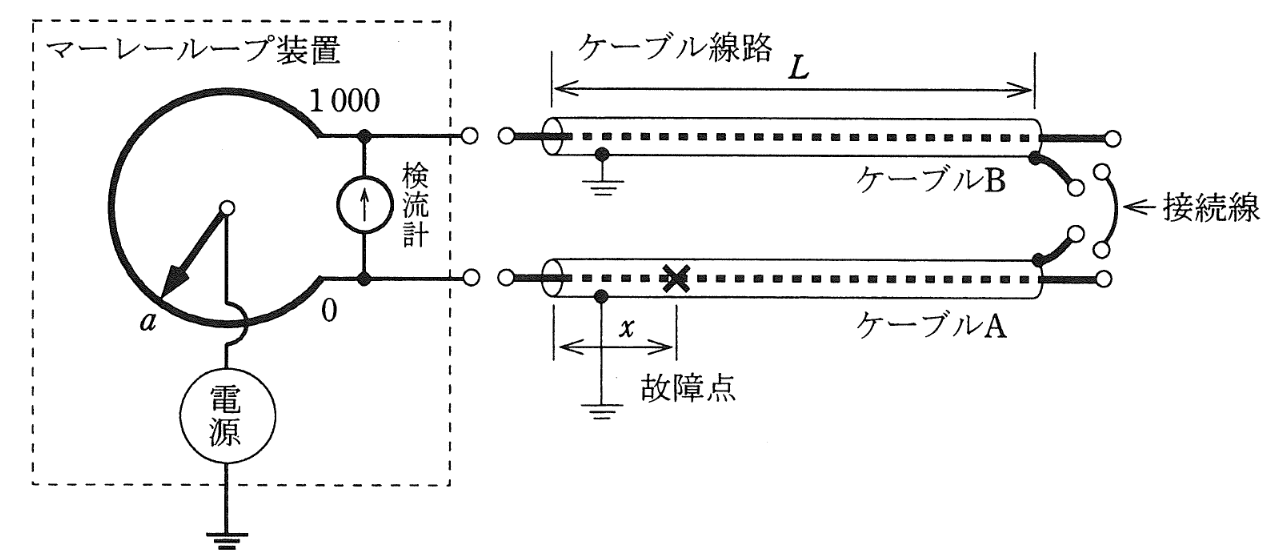 マーレーループ装置
ケーブル線路
L
1 000
検流計
ケーブルB
接続線
a
0
x
ケーブルA
故障点
電源